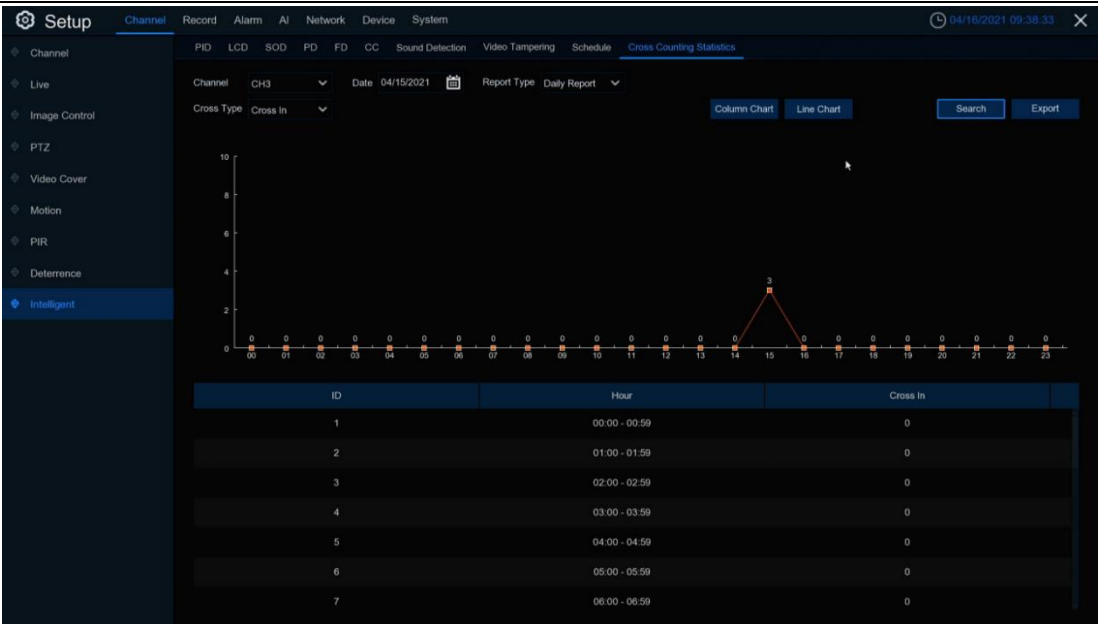 Setup Channel Record Alarm AI Network Device System 04/16/2021 09:38:33
PID LCD SOD PD FD CC Sound Detection Video Tampering Schedule Cross Counting Statistics
Channel
Live
Image Control
PTZ
Video Cover
Motion
PIR
Deterrence
Intelligent
Channel CH3 Date 04/15/2021 Report Type Daily Report
Cross Type Cross In Column Chart Line Chart Search Export
10
8
6
4
2
0
3
0 0 0 0 0 0 0 0 0 0 0 0 0 0 0 0 0 0 0 0 0 0 0
00 01 02 03 04 05 06 07 08 09 10 11 12 13 14 15 16 17 18 19 20 21 22 23
ID Hour Cross In
1 00:00 - 00:59 0
2 01:00 - 01:59 0
3 02:00 - 02:59 0
4 03:00 - 03:59 0
5 04:00 - 04:59 0
6 05:00 - 05:59 0
7 06:00 - 06:59 0